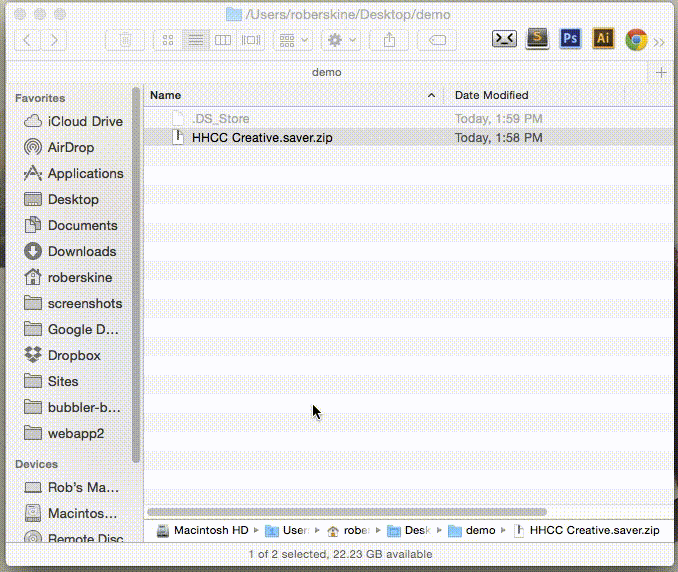 /Users/roberskine/Desktop/demo
demo
Favorites
iCloud Drive
AirDrop
Applications
Desktop
Documents
Downloads
roberskine
screenshots
Google D...
Dropbox
Sites
bubbler-b...
webapp2
Devices
Rob's Ma...
Macintos...
Remote Disc
Name Date Modified
.DS_Store Today, 1:59 PM
HHCC Creative.saver.zip Today, 1:58 PM
Macintosh HD User robe Desk demo HHCC Creative.saver.zip
1 of 2 selected, 22.23 GB available
S Ps Ai